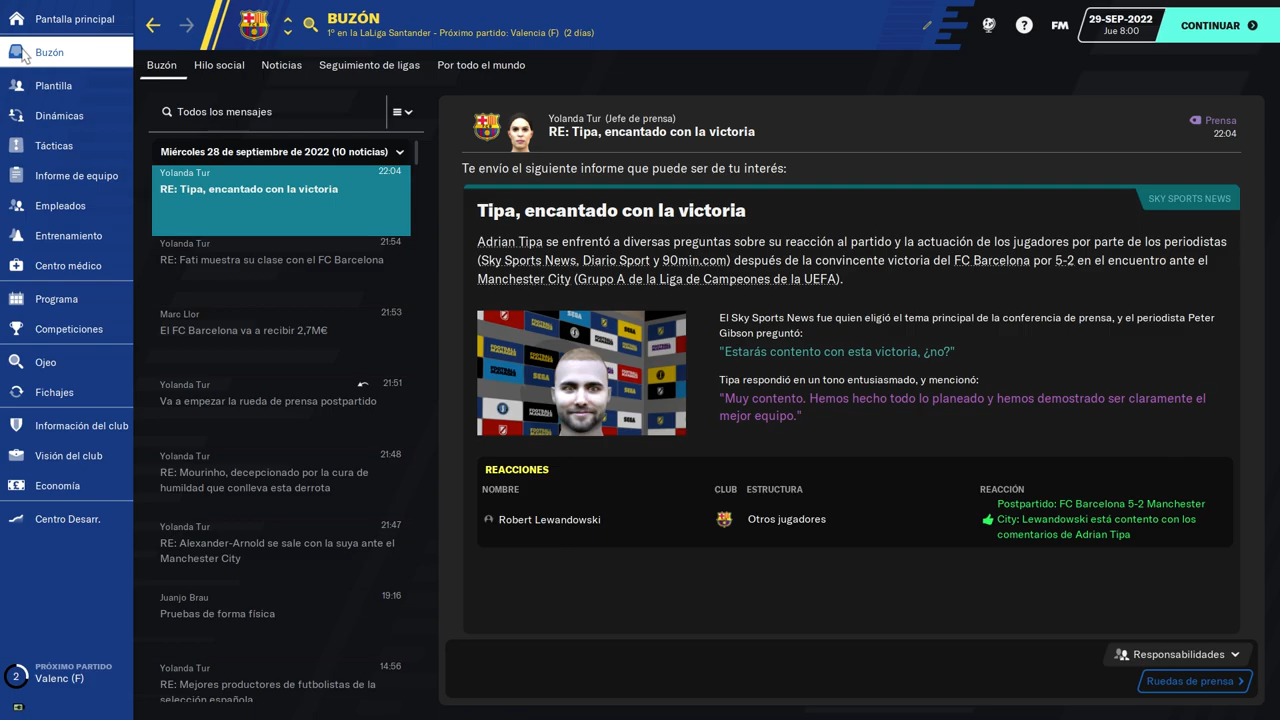 Pantalla principal
Buzón
Plantilla
Dinámicas
Tácticas
Informe de equipo
Empleados
Entrenamiento
Centro médico
Programa
Competiciones
Ojeo
Fichajes
Información del club
Visión del club
Economía
Centro Desarr.
PRÓXIMO PARTIDO
2
Valenc (F)
BUZÓN
1º en la LaLiga Santander - Próximo partido: Valencia (F) (2 días)
FM
29-SEP-2022
Jue 8:00
CONTINUAR
Buzón
Hilo social
Noticias
Seguimiento de ligas
Por todo el mundo
Todos los mensajes
Miércoles 28 de septiembre de 2022 (10 noticias)
Yolanda Tur 22:04
RE: Tipa, encantado con la victoria
Yolanda Tur 21:54
RE: Fati muestra su clase con el FC Barcelona
Marc Llor 21:53
El FC Barcelona va a recibir 2,7M€
Yolanda Tur 21:51
Va a empezar la rueda de prensa postpartido
Yolanda Tur 21:48
RE: Mourinho, decepcionado por la cura de
humildad que conlleva esta derrota
Yolanda Tur 21:47
RE: Alexander-Arnold se sale con la suya ante el
Manchester City
Juanjo Brau 19:16
Pruebas de forma física
Yolanda Tur 14:56
RE: Mejores productores de futbolistas de la
selección española
Yolanda Tur (Jefe de prensa)
RE: Tipa, encantado con la victoria
Prensa
22:04
Te envío el siguiente informe que puede ser de tu interés:
SKY SPORTS NEWS
Tipa, encantado con la victoria
Adrian Tipa se enfrentó a diversas preguntas sobre su reacción al partido y la actuación de los jugadores por parte de los periodistas
(Sky Sports News, Diario Sport y 90min.com) después de la convincente victoria del FC Barcelona por 5-2 en el encuentro ante el
Manchester City (Grupo A de la Liga de Campeones de la UEFA).
El Sky Sports News fue quien eligió el tema principal de la conferencia de prensa, y el periodista Peter
Gibson preguntó:
"Estarás contento con esta victoria, ¿no?"
Tipa respondió en un tono entusiasmado, y mencionó:
"Muy contento. Hemos hecho todo lo planeado y hemos demostrado ser claramente el
mejor equipo."
REACCIONES
NOMBRE CLUB ESTRUCTURA REACCIÓN
Robert Lewandowski Otros jugadores
Postpartido: FC Barcelona 5-2 Manchester
City: Lewandowski está contento con los
comentarios de Adrian Tipa
Responsabilidades
Ruedas de prensa